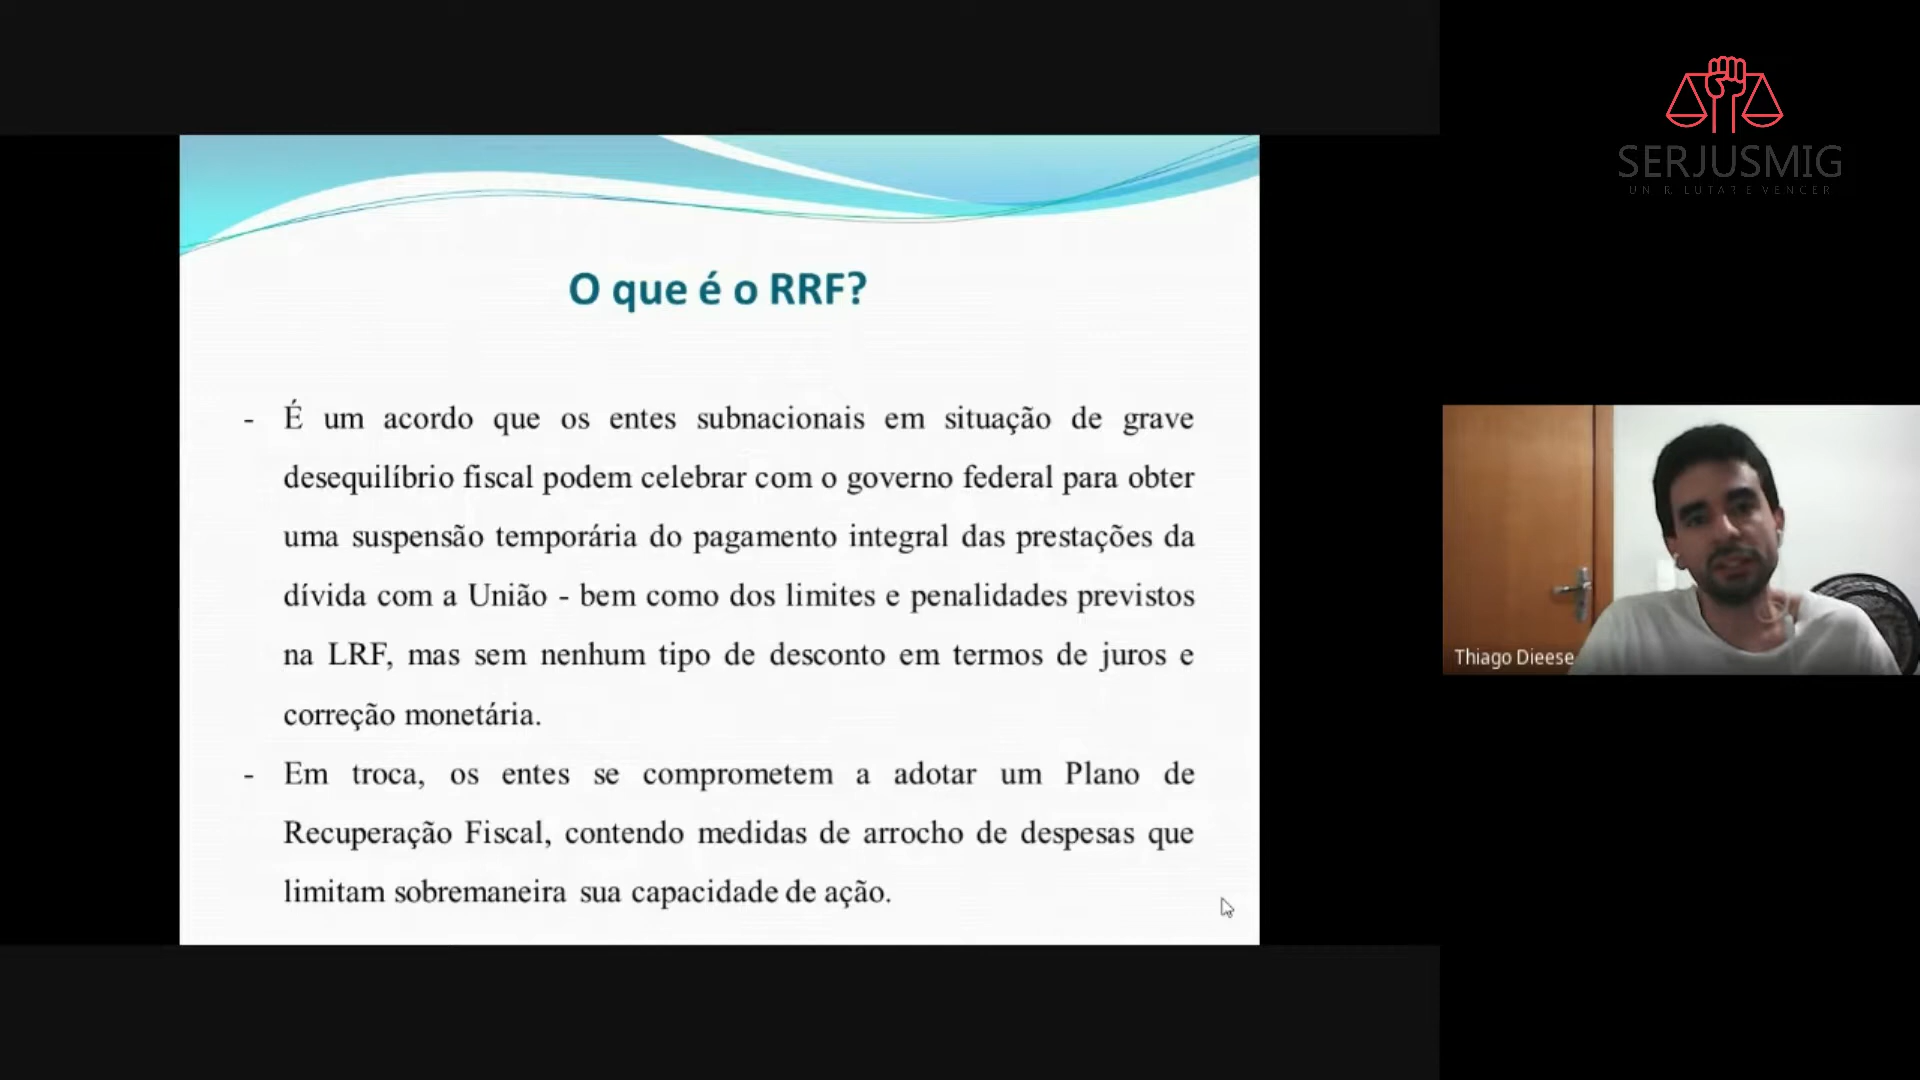 O que é o RRF?
- É um acordo que os entes subnacionais em situação de grave
desequilíbrio fiscal podem celebrar com o governo federal para obter
uma suspensão temporária do pagamento integral das prestações da
dívida com a União - bem como dos limites e penalidades previstos
na LRF, mas sem nenhum tipo de desconto em termos de juros e
correção monetária.
- Em troca, os entes se comprometem a adotar um Plano de
Recuperação Fiscal, contendo medidas de arrocho de despesas que
limitam sobremaneira sua capacidade de ação.
SERJUSMIG
UNIR, LUTAR E VENCER
Thiago Dieese